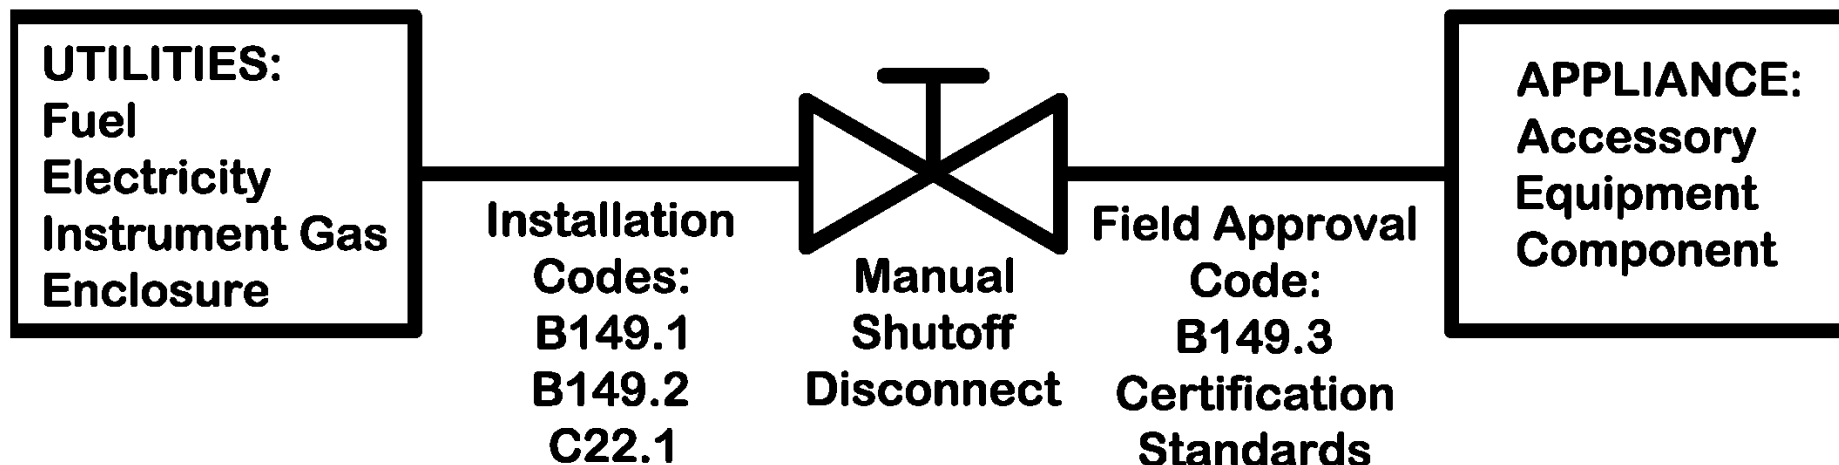 UTILITIES:
Fuel
Electricity
Instrument Gas
Enclosure
Installation
Codes:
B149.1
B149.2
C22.1
Manual
Shutoff
Disconnect
Field Approval
Code:
B149.3
Certification
Standards
APPLIANCE:
Accessory
Equipment
Component